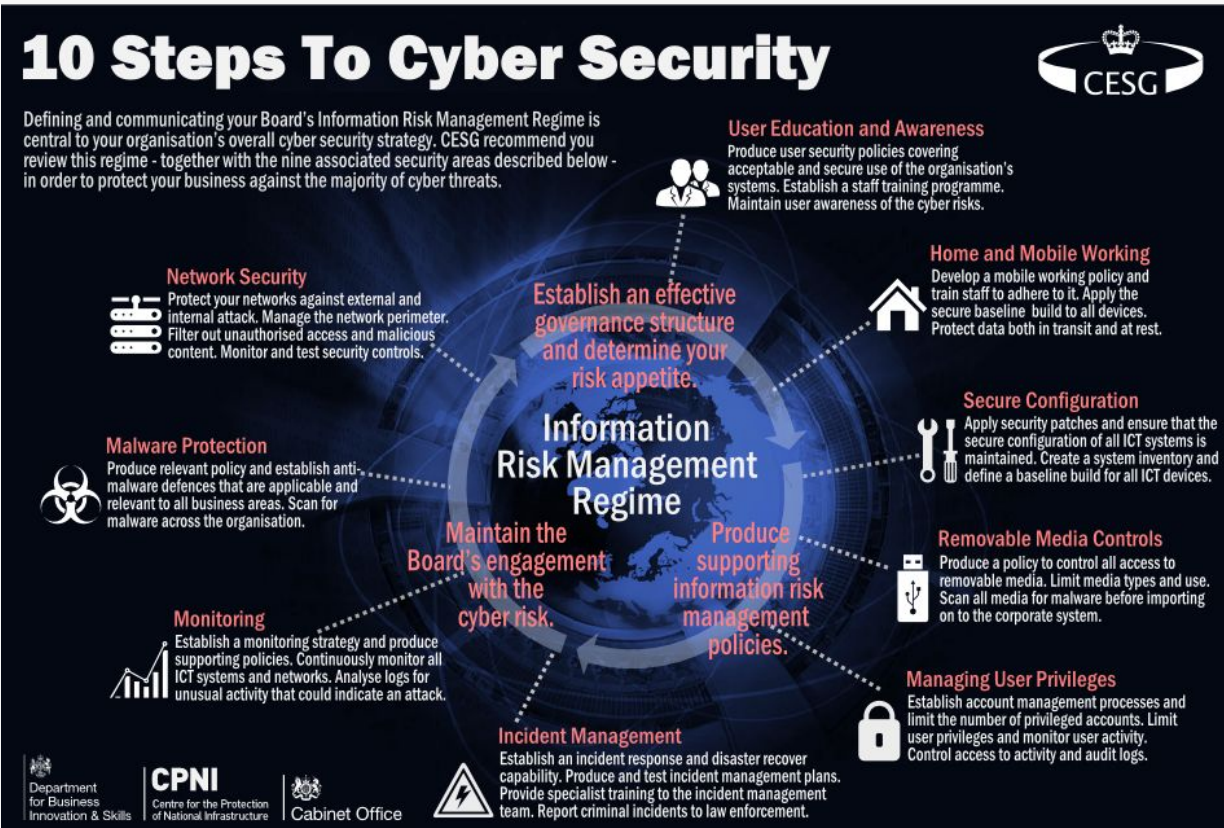 10 Steps To Cyber Security
CESG
Defining and communicating your Board's Information Risk Management Regime is
central to your organisation's overall cyber security strategy. CESG recommend you
review this regime - together with the nine associated security areas described below -
in order to protect your business against the majority of cyber threats.
User Education and Awareness
Produce user security policies covering
acceptable and secure use of the organisation's
systems. Establish a staff training programme.
Maintain user awareness of the cyber risks.
Home and Mobile Working
Develop a mobile working policy and
train staff to adhere to it. Apply the
secure baseline build to all devices.
Protect data both in transit and at rest.
Secure Configuration
Apply security patches and ensure that the
secure configuration of all ICT systems is
maintained. Create a system inventory and
define a baseline build for all ICT devices.
Removable Media Controls
Produce a policy to control all access to
removable media. Limit media types and use.
Scan all media for malware before importing
on to the corporate system.
Managing User Privileges
Establish account management processes and
limit the number of privileged accounts. Limit
user privileges and monitor user activity.
Control access to activity and audit logs.
Incident Management
Establish an incident response and disaster recover
capability. Produce and test incident management plans.
Provide specialist training to the incident management
team. Report criminal incidents to law enforcement.
Monitoring
Establish a monitoring strategy and produce
supporting policies. Continuously monitor all
ICT systems and networks. Analyse logs for
unusual activity that could indicate an attack.
Malware Protection
Produce relevant policy and establish anti-
malware defences that are applicable and
relevant to all business areas. Scan for
malware across the organisation.
Network Security
Protect your networks against external and
internal attack. Manage the network perimeter.
Filter out unauthorised access and malicious
content. Monitor and test security controls.
Establish an effective
governance structure
and determine your
risk appetite.
Information
Risk Management
Regime
Produce
supporting
information risk
management
policies.
Maintain the
Board's engagement
with the
cyber risk.
Department
for Business
Innovation & Skills
CPNI
Centre for the Protection
of National Infrastructure
Cabinet Office